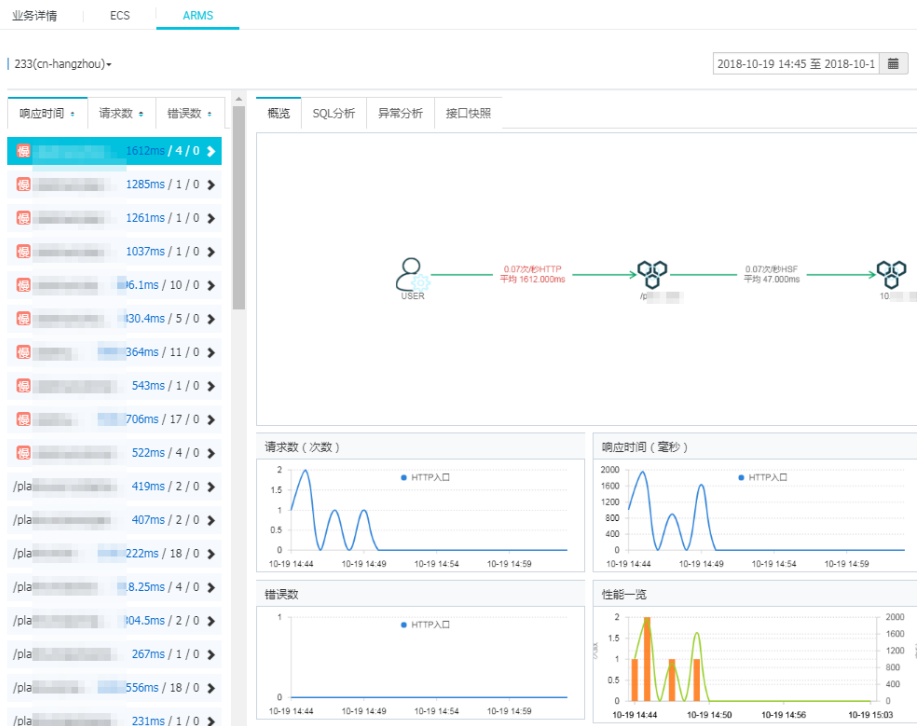 业务详情 ECS ARMS
233(cn-hangzhou)
2018-10-19 14:45 至 2018-10-1
响应时间 请求数 错误数
慢 1612ms / 4 / 0
慢 1285ms / 1 / 0
慢 1261ms / 1 / 0
慢 1037ms / 1 / 0
慢 6.1ms / 10 / 0
慢 30.4ms / 5 / 0
慢 364ms / 11 / 0
慢 543ms / 1 / 0
慢 706ms / 17 / 0
慢 522ms / 4 / 0
/pla 419ms / 2 / 0
/pla 407ms / 2 / 0
/pla 222ms / 18 / 0
/pla 8.25ms / 4 / 0
/pla 04.5ms / 2 / 0
/pla 267ms / 1 / 0
/pla 556ms / 18 / 0
/pla 231ms / 1 / 0
概览 SQL分析 异常分析 接口快照
USER
0.07次/秒HTTP
平均 1612.000ms
/p
0.07次/秒HSF
平均 47.000ms
10
请求数 ( 次数 )
HTTP入口
2
1.5
1
0.5
0
10-19 14:44 10-19 14:49 10-19 14:54 10-19 14:59
响应时间 ( 毫秒 )
HTTP入口
2000
1600
1200
800
400
0
10-19 14:44 10-19 14:49 10-19 14:54 10-19 14:59
错误数
HTTP入口
1
0
10-19 14:44 10-19 14:49 10-19 14:54 10-19 14:59
性能一览
2
1.5
1
0.5
0
2000
1600
1200
800
400
0
10-19 14:44 10-19 14:50 10-19 14:56 10-19 15:03